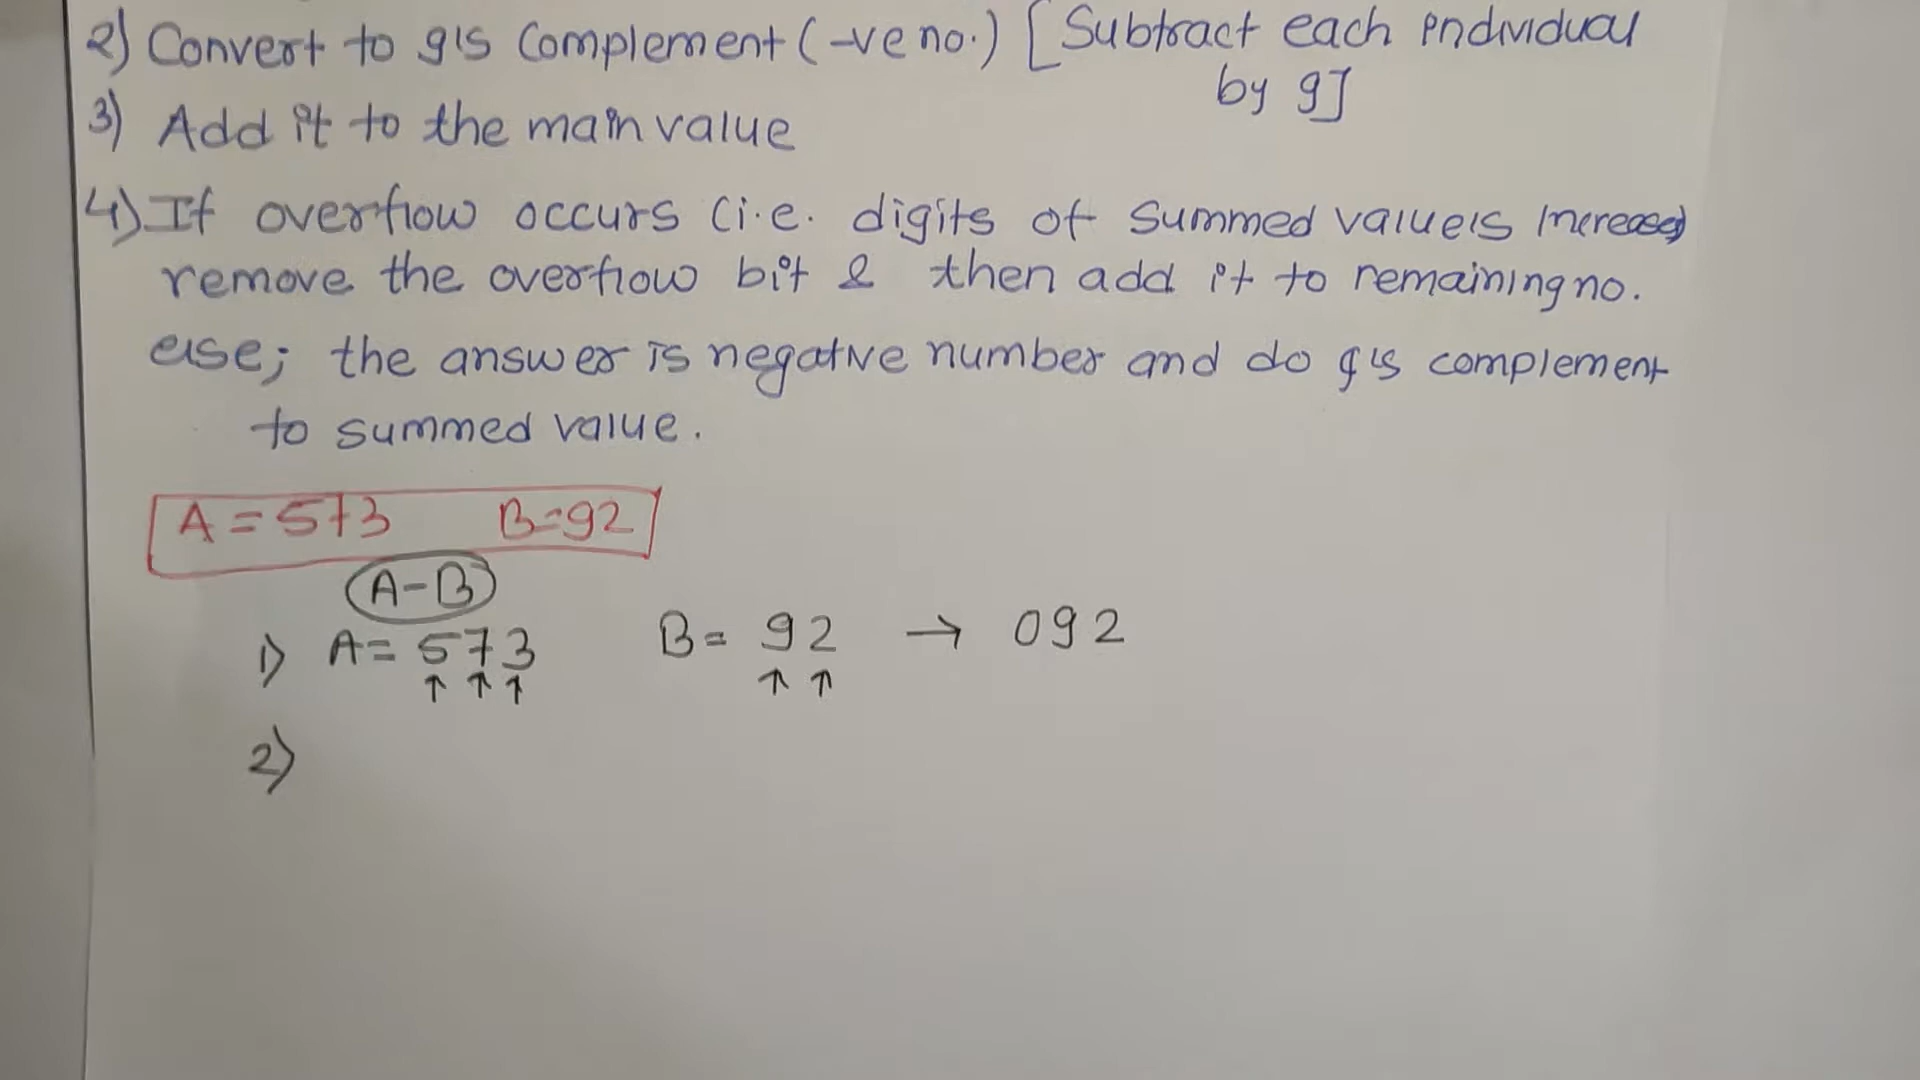 2) Convert to 9's Complement (-ve no.) [Subtract each individual
by 9]
3) Add it to the main value
4) If overflow occurs (i.e. digits of summed value is increased)
remove the overflow bit & then add it to remaining no.
else; the answer is negative number and do 9's complement
to summed value.
A = 573 B = 92
A-B
1) A = 573 B = 92 → 092
↑ ↑ ↑ ↑ ↑
2)